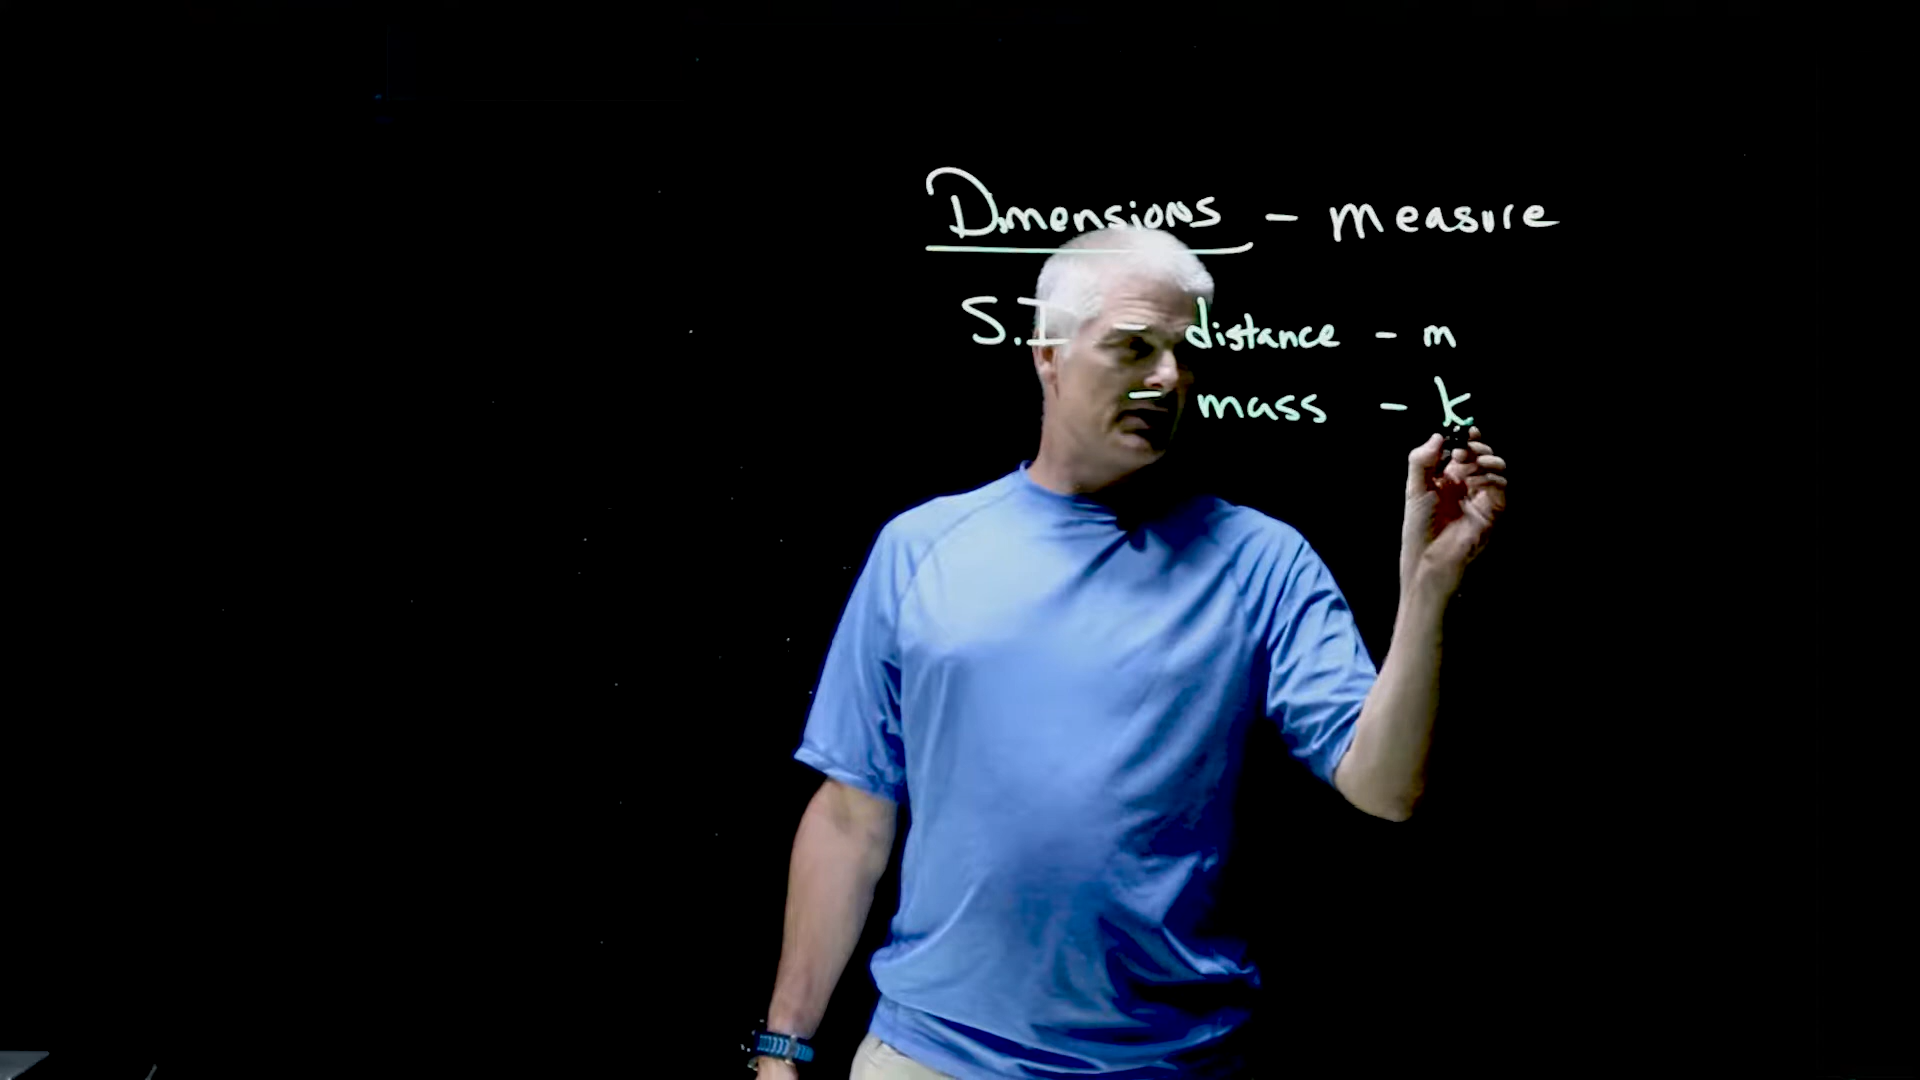 Dimensions - measure
S.I - distance - m
- mass - k